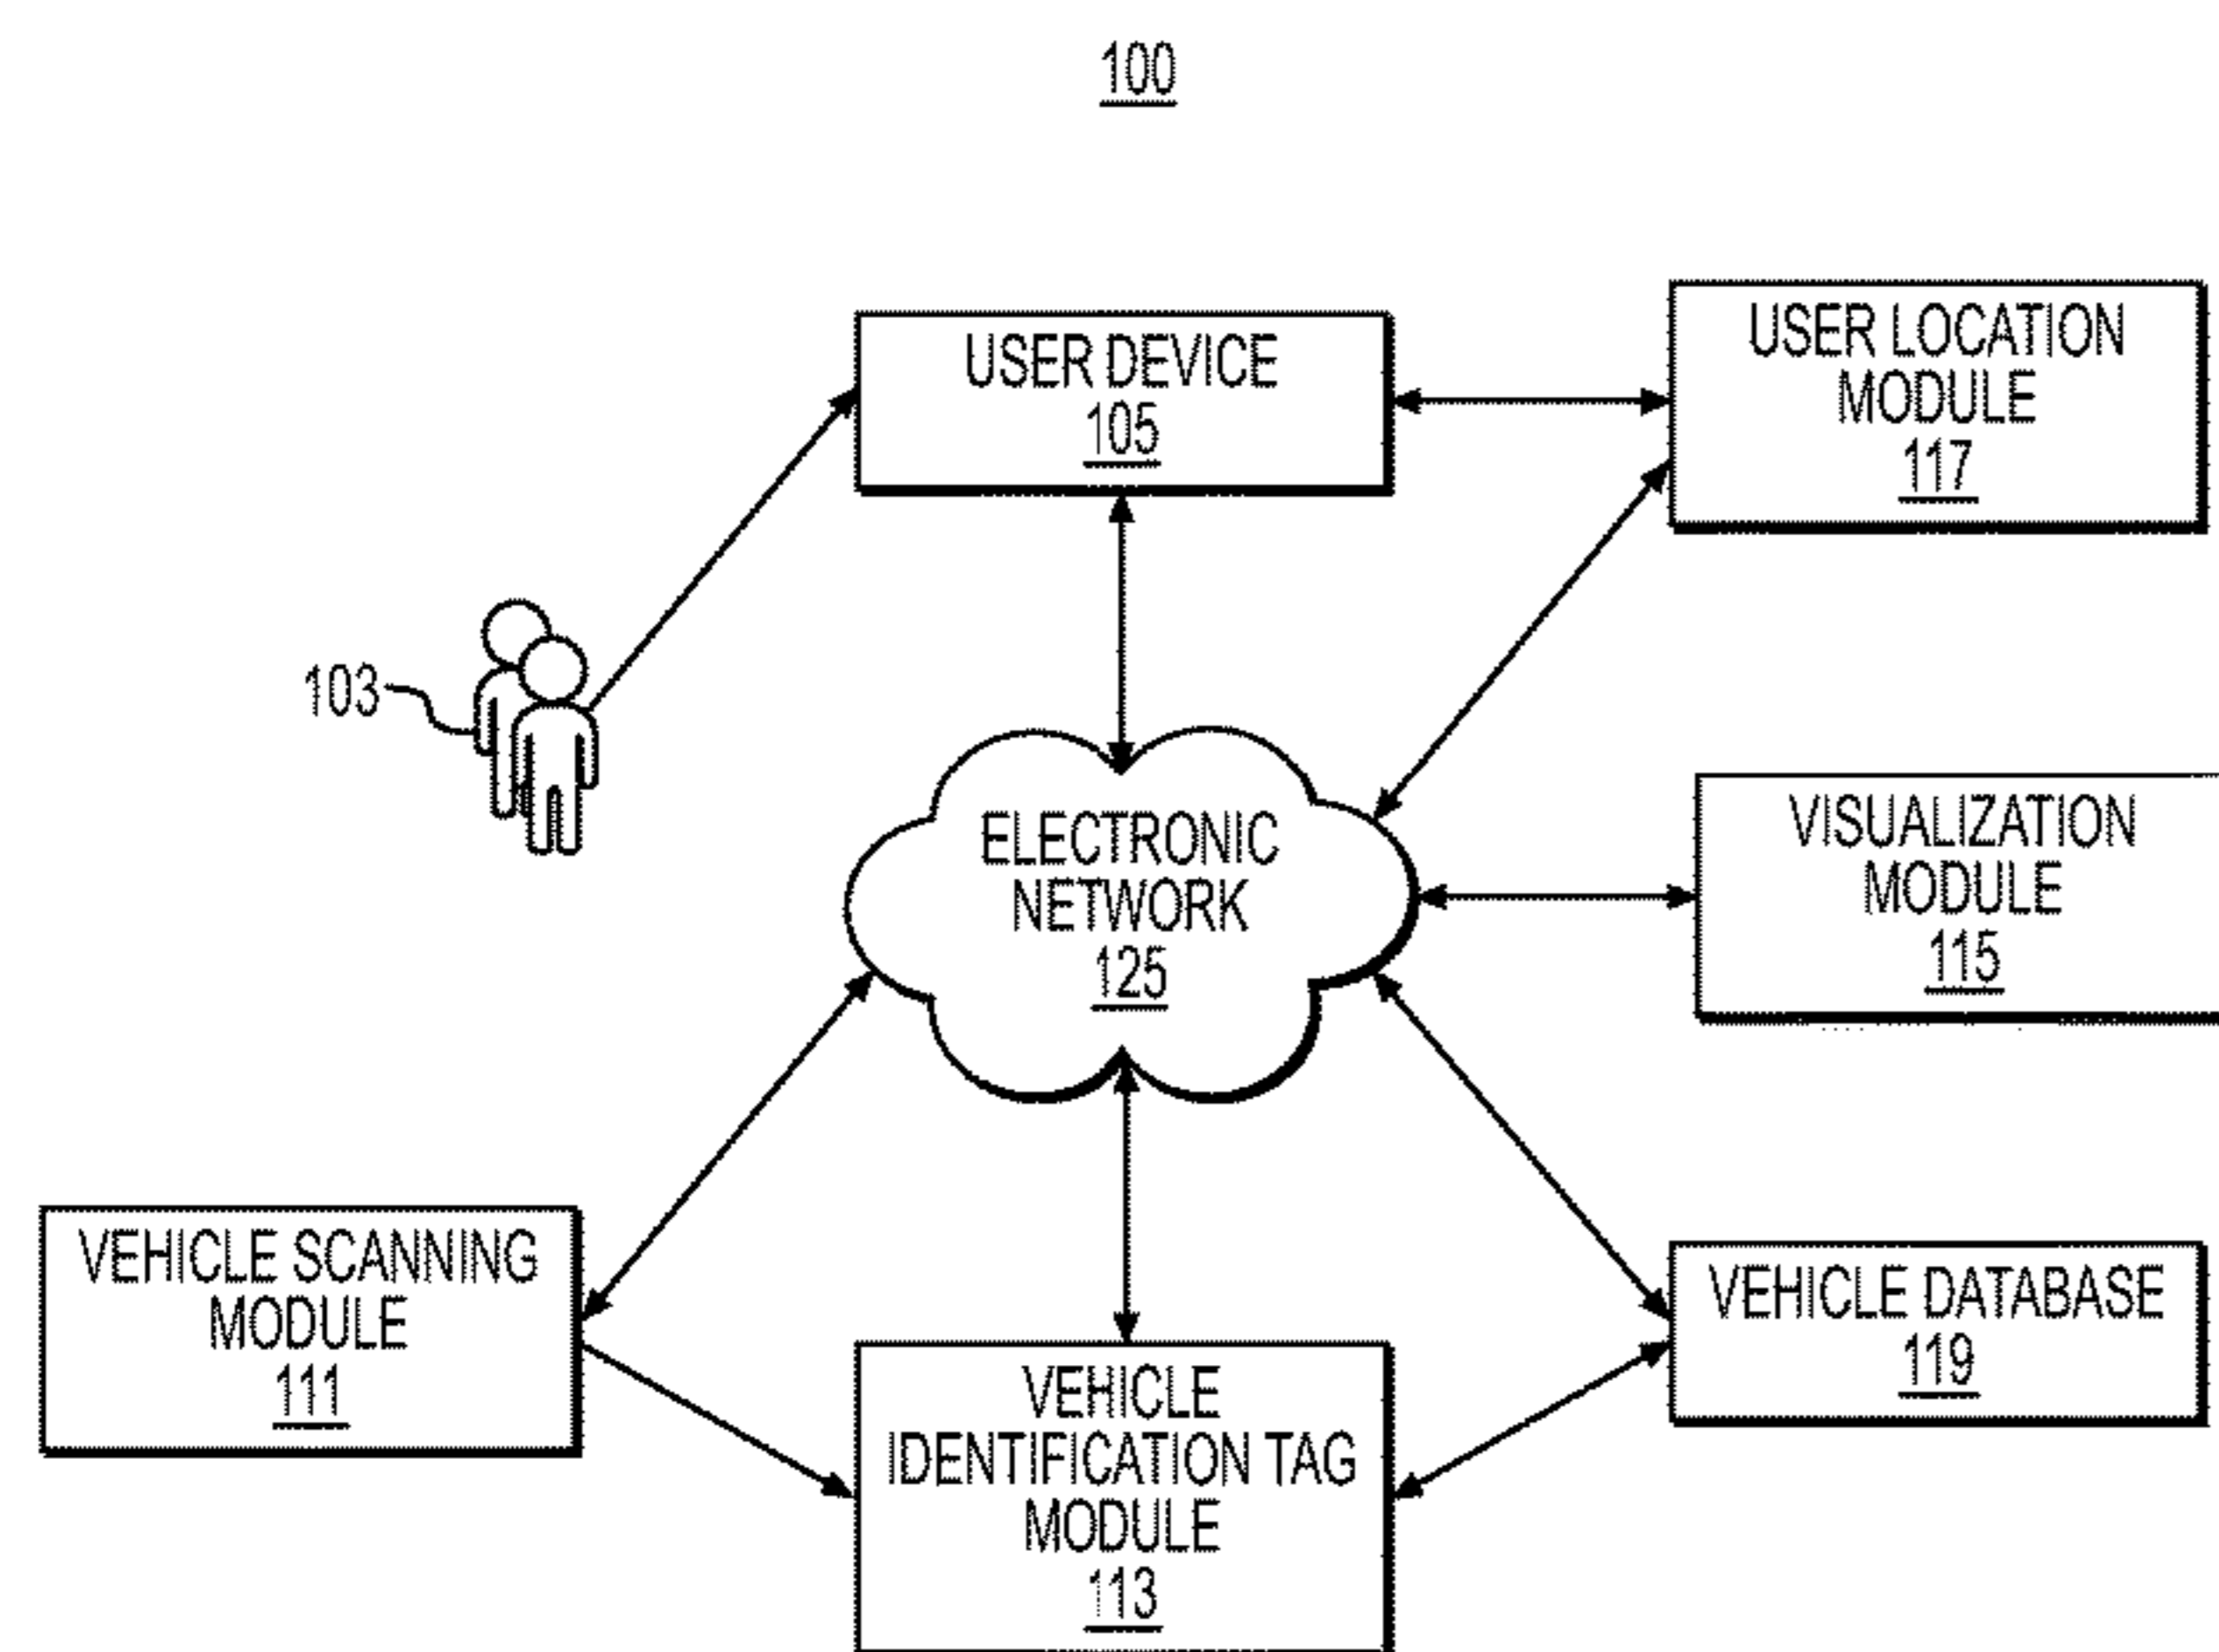 100
USER DEVICE
105
USER LOCATION
MODULE
117
103
ELECTRONIC
NETWORK
125
VISUALIZATION
MODULE
115
VEHICLE SCANNING
MODULE
111
VEHICLE
IDENTIFICATION TAG
MODULE
113
VEHICLE DATABASE
119